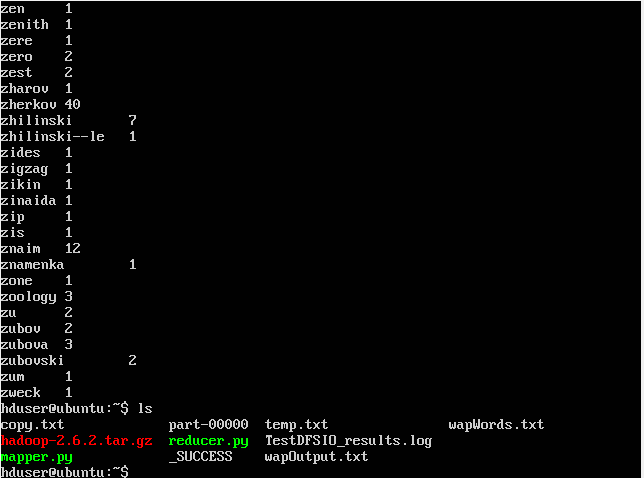 zen 1
zenith 1
zere 1
zero 2
zest 2
zharov 1
zherkov 40
zhilinski 7
zhilinski--le 1
zides 1
zigzag 1
zikin 1
zinaida 1
zip 1
zis 1
znaim 12
znamenka 1
zone 1
zoology 3
zu 2
zubov 2
zubova 3
zubovski 2
zum 1
zweck 1
hduser@ubuntu:~$ ls
copy.txt part-00000 temp.txt wapWords.txt
hadoop-2.6.2.tar.gz reducer.py TestDFSIO_results.log
mapper.py _SUCCESS wapOutput.txt
hduser@ubuntu:~$